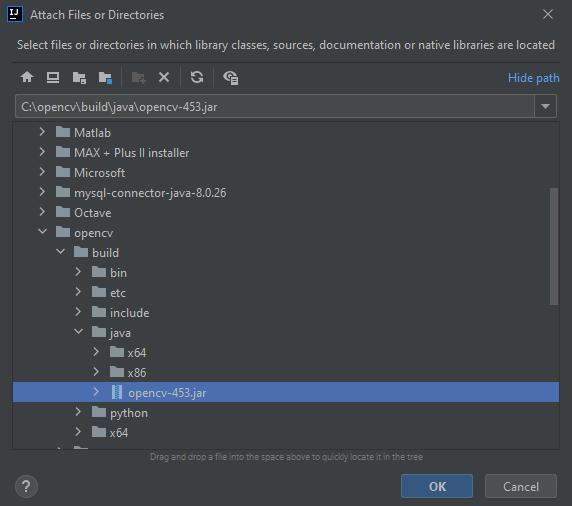 IJ
Attach Files or Directories
Select files or directories in which library classes, sources, documentation or native libraries are located
Hide path
C:\opencv\build\java\opencv-453.jar
Matlab
MAX + Plus II installer
Microsoft
mysql-connector-java-8.0.26
Octave
opencv
build
bin
etc
include
java
x64
x86
opencv-453.jar
python
x64
Drag and drop a file into the space above to quickly locate it in the tree
?
OK
Cancel